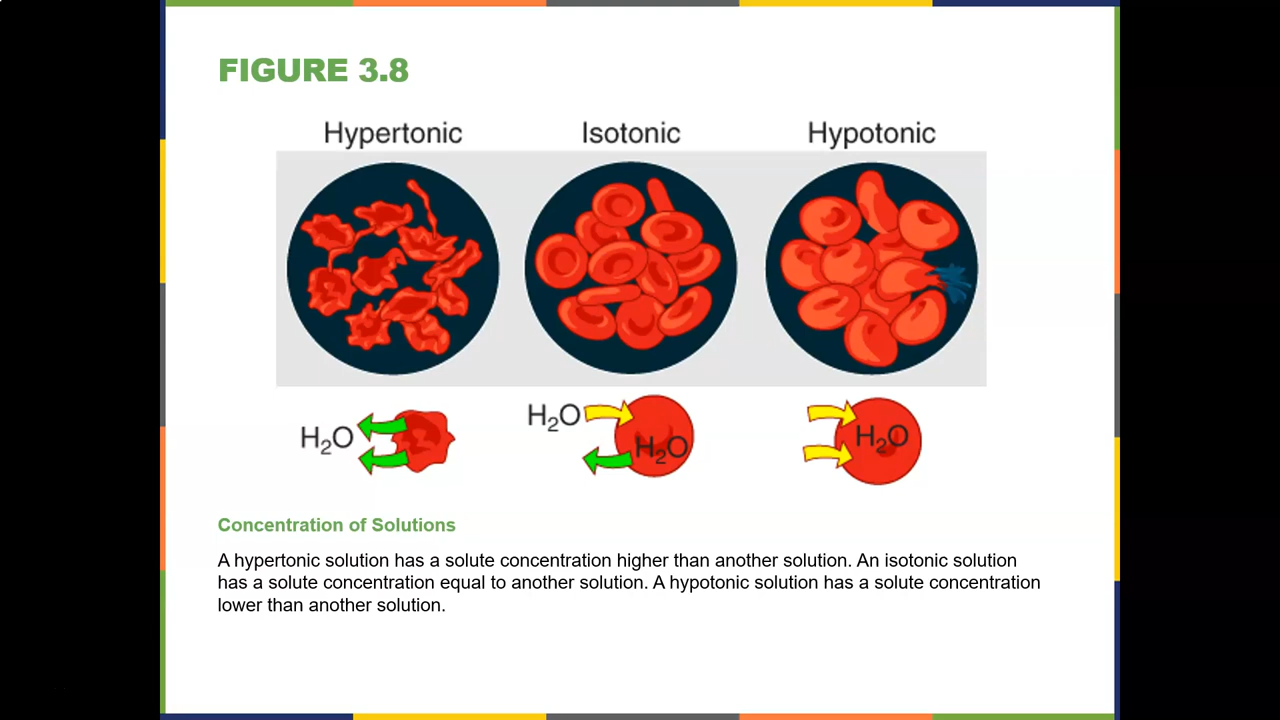 FIGURE 3.8
Hypertonic Isotonic Hypotonic
H₂O H₂O H₂O H₂O
Concentration of Solutions
A hypertonic solution has a solute concentration higher than another solution. An isotonic solution
has a solute concentration equal to another solution. A hypotonic solution has a solute concentration
lower than another solution.